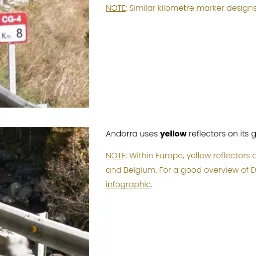 CG-4
Km 8
NOTE: Similar kilometre marker designs
Andorra uses yellow reflectors on its
NOTE: Within Europe, yellow reflectors
and Belgium. For a good overview of
infographic.